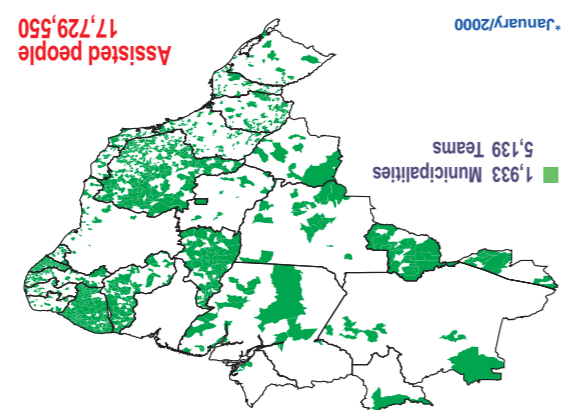 1,933 Municipalities
5,139 Teams
*January/2000
Assisted people
17,729,550